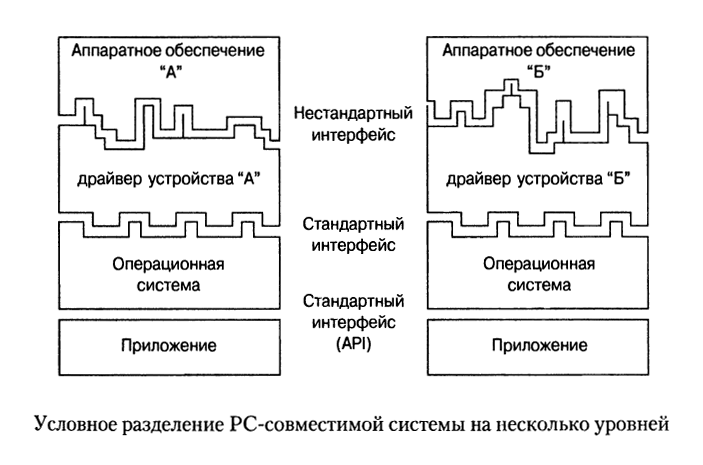 Аппаратное обеспечение
“А”
драйвер устройства “А”
Операционная
система
Приложение
Нестандартный
интерфейс
Стандартный
интерфейс
Стандартный
интерфейс
(API)
Аппаратное обеспечение
“Б”
драйвер устройства “Б”
Операционная
система
Приложение
Условное разделение PC-совместимой системы на несколько уровней